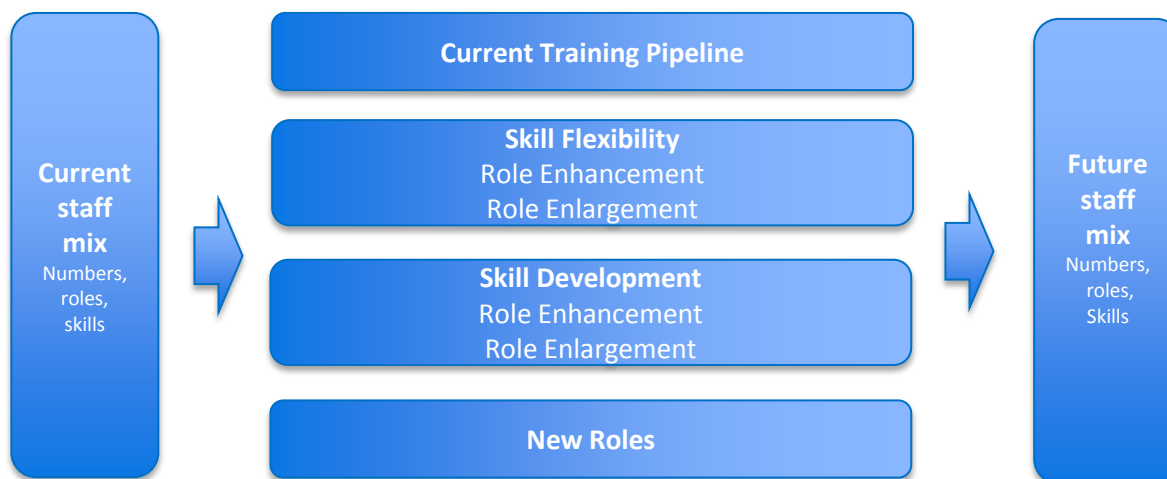 Current
staff
mix
Numbers,
roles,
skills
Current Training Pipeline
Skill Flexibility
Role Enhancement
Role Enlargement
Skill Development
Role Enhancement
Role Enlargement
New Roles
Future
staff
mix
Numbers,
roles,
Skills